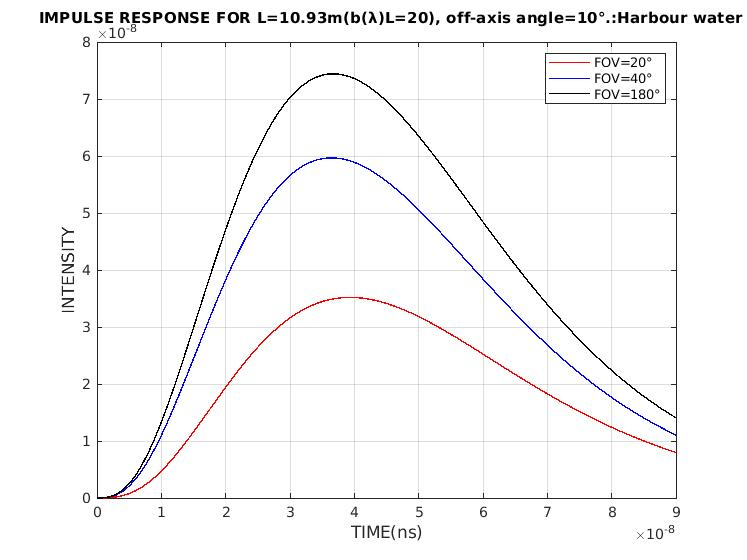 IMPULSE RESPONSE FOR L=10.93m(b(λ)L=20), off-axis angle=10°.:Harbour water
×10-8
8
7
6
5
4
3
2
1
0
INTENSITY
FOV=20°
FOV=40°
FOV=180°
0 1 2 3 4 5 6 7 8 9
TIME(ns)
×10-8